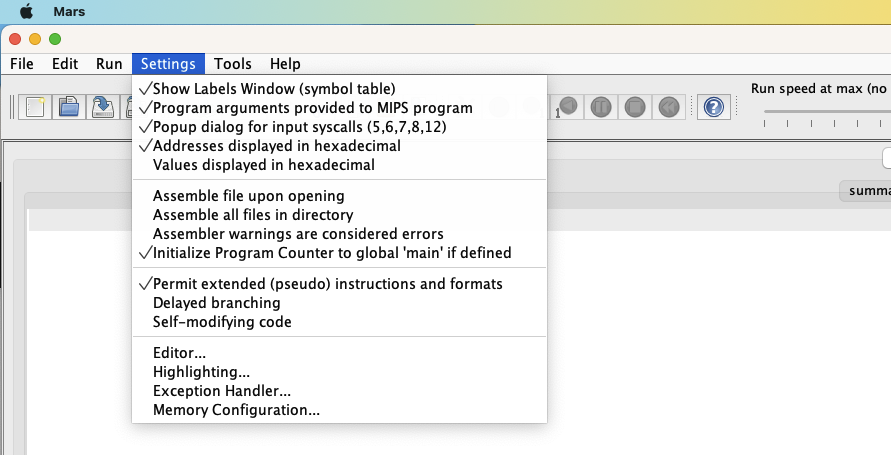 Mars
File Edit Run Settings Tools Help
Run speed at max (no
✓Show Labels Window (symbol table)
✓Program arguments provided to MIPS program
✓Popup dialog for input syscalls (5,6,7,8,12)
✓Addresses displayed in hexadecimal
Values displayed in hexadecimal
Assemble file upon opening
Assemble all files in directory
Assembler warnings are considered errors
✓Initialize Program Counter to global 'main' if defined
✓Permit extended (pseudo) instructions and formats
Delayed branching
Self-modifying code
Editor...
Highlighting...
Exception Handler...
Memory Configuration...
1
?
summa